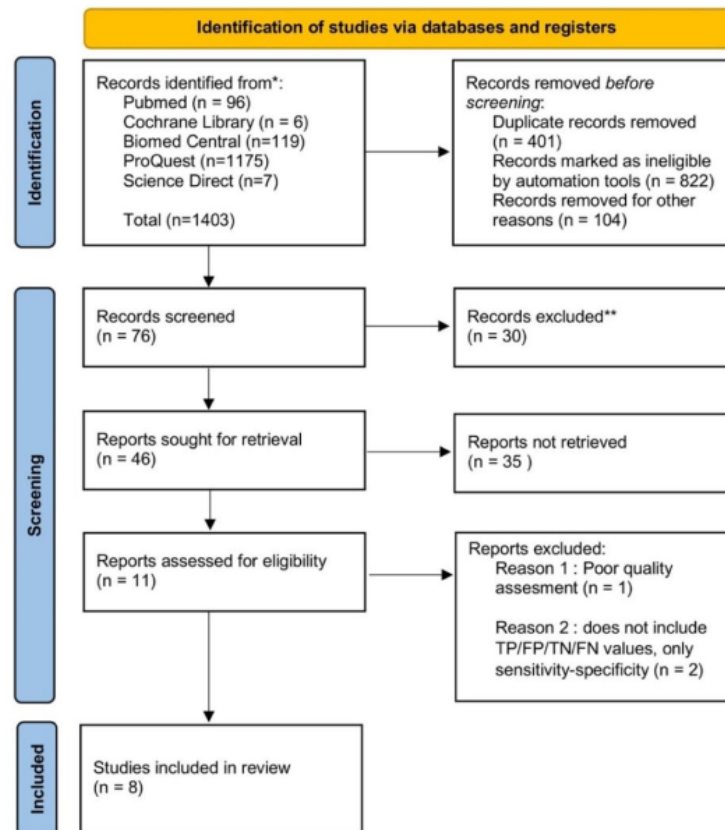 Identification of studies via databases and registers
Identification
Records identified from*:
Pubmed (n = 96)
Cochrane Library (n = 6)
Biomed Central (n=119)
ProQuest (n=1175)
Science Direct (n=7)
Total (n=1403)
Records removed before
screening:
Duplicate records removed
(n = 401)
Records marked as ineligible
by automation tools (n = 822)
Records removed for other
reasons (n = 104)
Screening
Records screened
(n = 76)
Records excluded**
(n = 30)
Reports sought for retrieval
(n = 46)
Reports not retrieved
(n = 35 )
Reports assessed for eligibility
(n = 11)
Reports excluded:
Reason 1 : Poor quality
assesment (n = 1)
Reason 2 : does not include
TP/FP/TN/FN values, only
sensitivity-specificity (n = 2)
Included
Studies included in review
(n = 8)